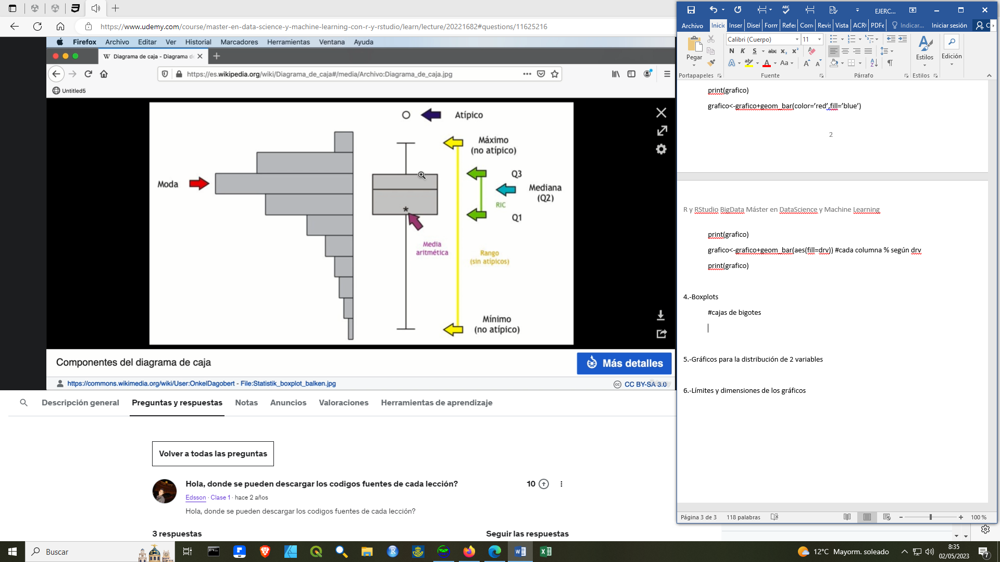 https://www.udemy.com/course/master-en-data-science-y-machine-learning-con-r-y-rstudio/learn/lecture/20221682#questions/11625216
Firefox Archivo Editar Ver Historial Marcadores Herramientas Ventana Ayuda
W Diagrama de caja - Diagrama de
https://es.wikipedia.org/wiki/Diagrama_de_caja#/media/Archivo:Diagrama_de_caja.jpg
Untitled5
Atípico
Máximo
(no atípico)
Q3
Moda
Mediana
(Q2)
RIC
Q1
Media
aritmética
Rango
(sin atípicos)
Mínimo
(no atípico)
Componentes del diagrama de caja
Más detalles
https://commons.wikimedia.org/wiki/User:OnkelDagobert - File:Statistik_boxplot_balken.jpg
CC BY-SA 3.0
Descripción general Preguntas y respuestas Notas Anuncios Valoraciones Herramientas de aprendizaje
Volver a todas las preguntas
Hola, donde se pueden descargar los codigos fuentes de cada lección?
10
Edsson · Clase 1 · hace 2 años
Hola, donde se pueden descargar los codigos fuentes de cada lección?
3 respuestas
Seguir las respuestas
EJERC...
Archivo Inicio Inser Diseñ Form Refer Corre Revis Vista ACRO PDFe Indicar... Iniciar sesión
Pegar
Calibri (Cuerpo) 11
N K S abc x₂ x²
A ab A Aa A A
Estilos
Edición
Portapapeles Fuente Párrafo Estilos
print(grafico)
grafico<-grafico+geom_bar(color=’red’,fill=’blue’)
2
R y RStudio BigData Máster en DataScience y Machine Learning
print(grafico)
grafico<-grafico+geom_bar(aes(fill=drv)) #cada columna % según drv
print(grafico)
4.-Boxplots
#cajas de bigotes
5.-Gráficos para la distribución de 2 variables
6.-Límites y dimensiones de los gráficos
Página 3 de 3 118 palabras
100 %
Buscar
12°C Mayorm. soleado
8:35
02/05/2023
7